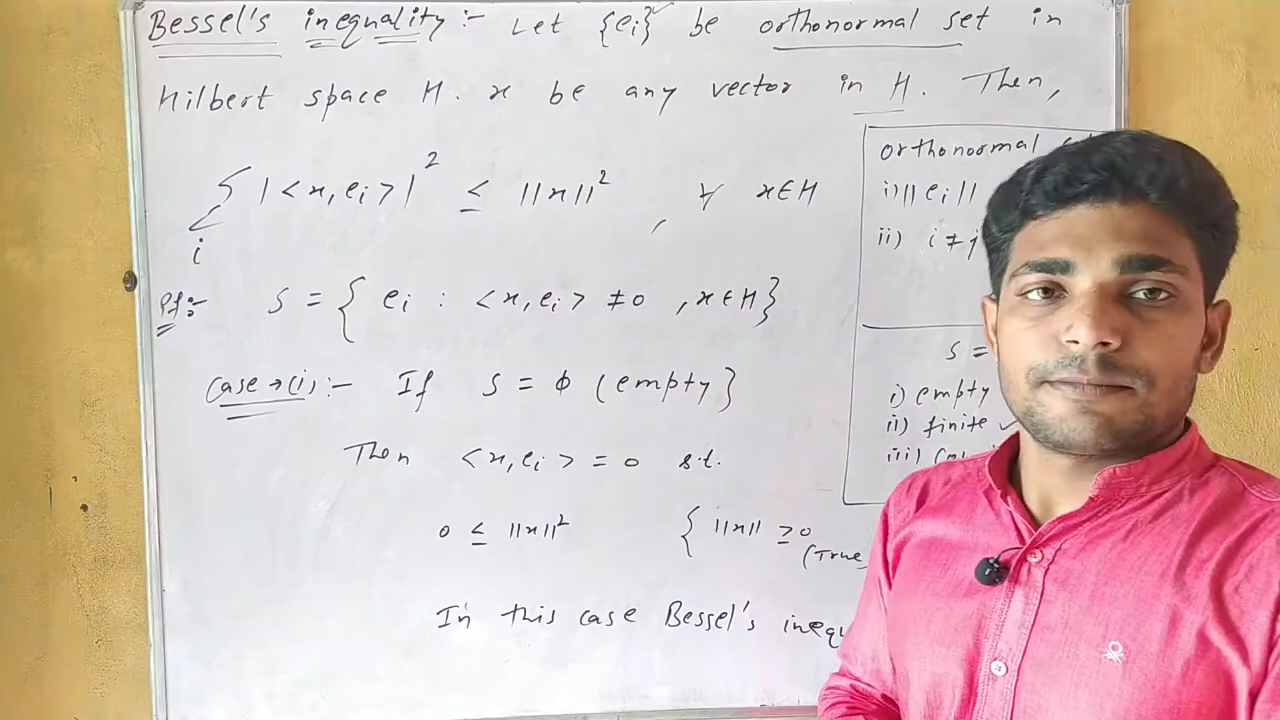 Bessel's inequality :- Let {ei} be orthonormal set in
Hilbert space H. x be any vector in H. Then,
∑i |<x, ei>|² ≤ ||x||², ∀ x∈H
Pf:- S = { ei : <x, ei> ≠ 0 , x∈H}
Case→(i):- If S = ϕ (empty}
Then <x, ei> = 0 s.t.
0 ≤ ||x||² { ||x|| ≥ 0
(True
In this case Bessel's
orthonormal
i) ||ei||
ii) i ≠ j
S =
i) empty
ii) finite ✓
iii)